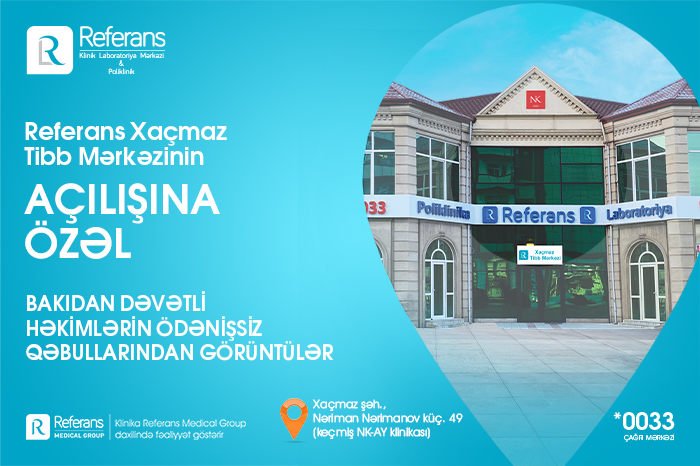 Referans
Klinik Laboratoriya Mərkəzi
&
Poliklinik
Referans Xaçmaz
Tibb Mərkəzinin
AÇILIŞINA
ÖZƏL
BAKIDAN DƏVƏTLİ
HƏKİMLƏRİN ÖDƏNİŞSİZ
QƏBULLARINDAN GÖRÜNTÜLƏR
NK
033 Poliklinika R Referans R Laboratoriya
Xaçmaz
Tibb Mərkəzi
R Referans
MEDICAL GROUP
Klinika Referans Medical Group
daxilində fəaliyyət göstərir
Xaçmaz şəh.,
Nəriman Nərimanov küç. 49
(keçmiş NK-AY klinikası)
*0033
ÇAĞRI MƏRKƏZİ